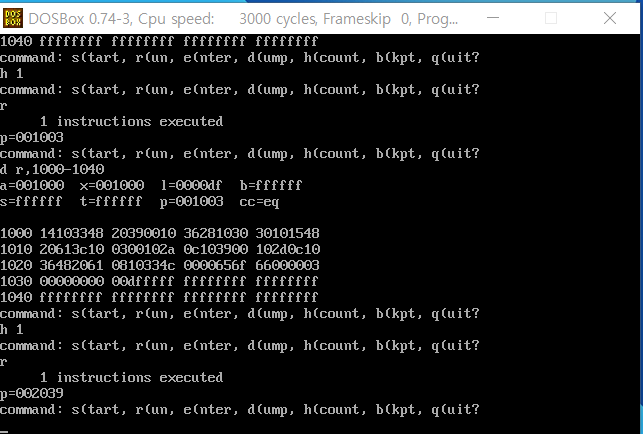 DOSBox 0.74-3, Cpu speed: 3000 cycles, Frameskip 0, Prog...
1040 ffffffff ffffffff ffffffff ffffffff
command: s(tart, r(un, e(nter, d(ump, h(count, b(kpt, q(uit?
h 1
command: s(tart, r(un, e(nter, d(ump, h(count, b(kpt, q(uit?
r
1 instructions executed
p=001003
command: s(tart, r(un, e(nter, d(ump, h(count, b(kpt, q(uit?
d r,1000-1040
a=001000 x=001000 l=0000df b=ffffff
s=ffffff t=ffffff p=001003 cc=eq
1000 14103348 20390010 36281030 30101548
1010 20613c10 0300102a 0c103900 102d0c10
1020 36482061 0810334c 0000656f 66000003
1030 00000000 00dfffff ffffffff ffffffff
1040 ffffffff ffffffff ffffffff ffffffff
command: s(tart, r(un, e(nter, d(ump, h(count, b(kpt, q(uit?
h 1
command: s(tart, r(un, e(nter, d(ump, h(count, b(kpt, q(uit?
r
1 instructions executed
p=002039
command: s(tart, r(un, e(nter, d(ump, h(count, b(kpt, q(uit?